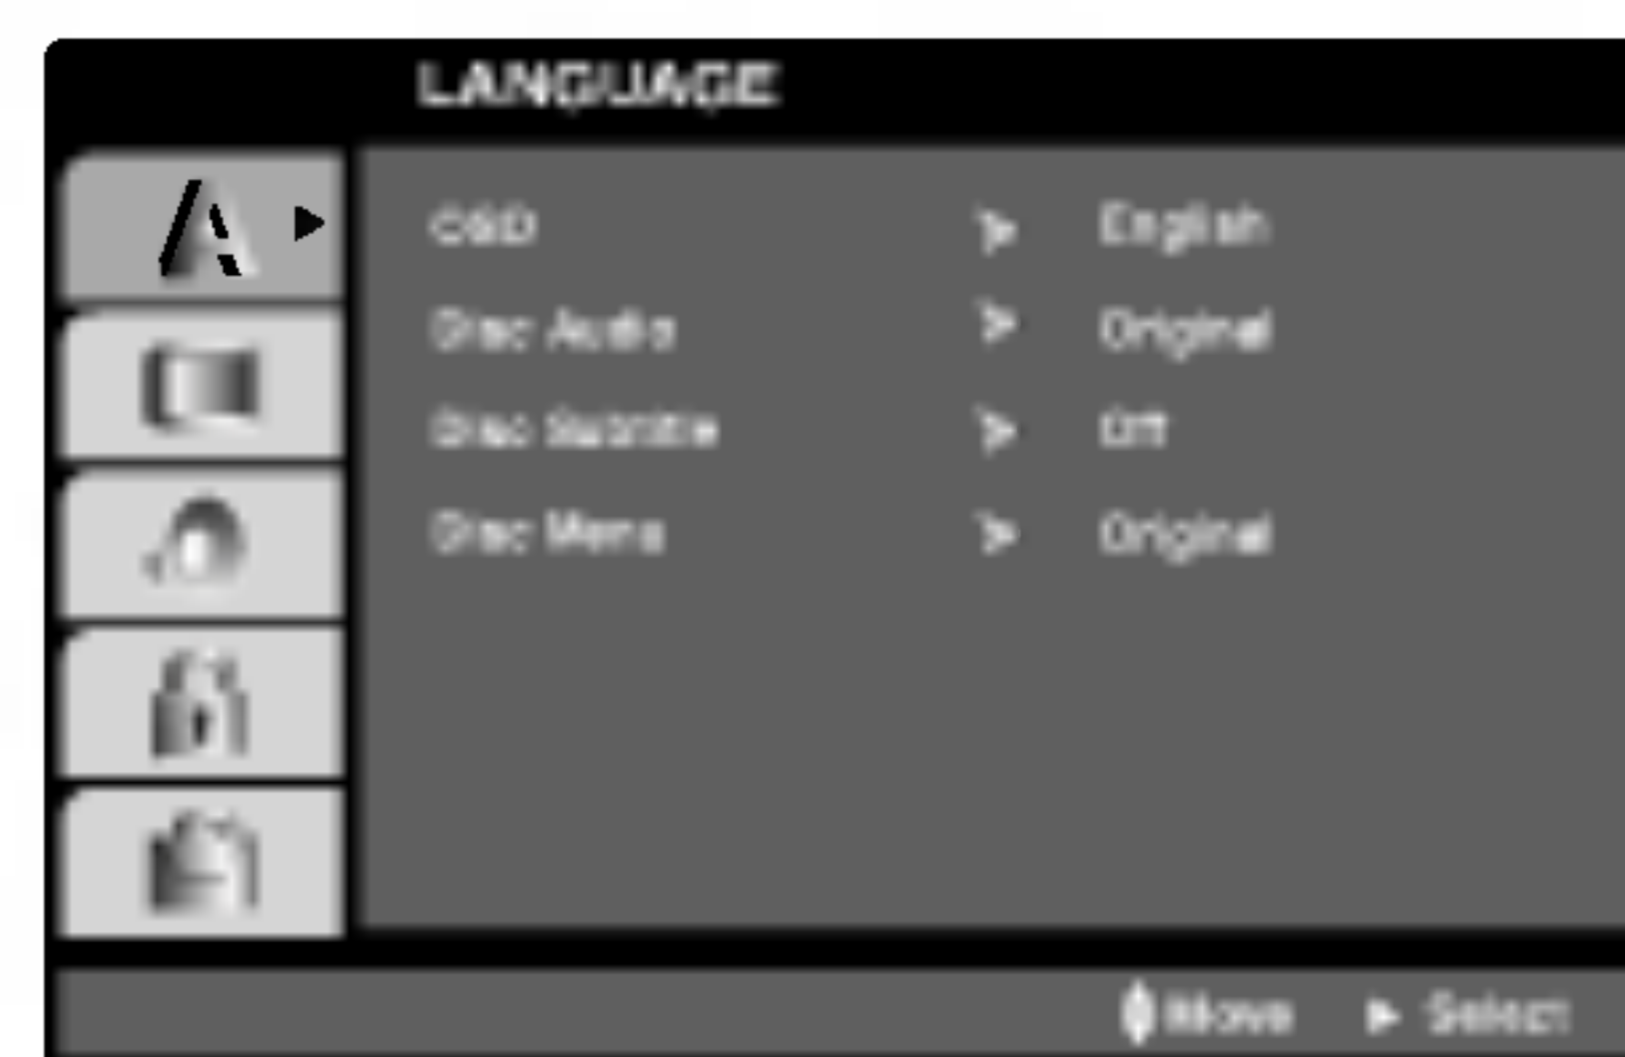 LANGUAGE
OSD English
Disc Audio Original
Disc Subtitle Off
Disc Menu Original
Move Select